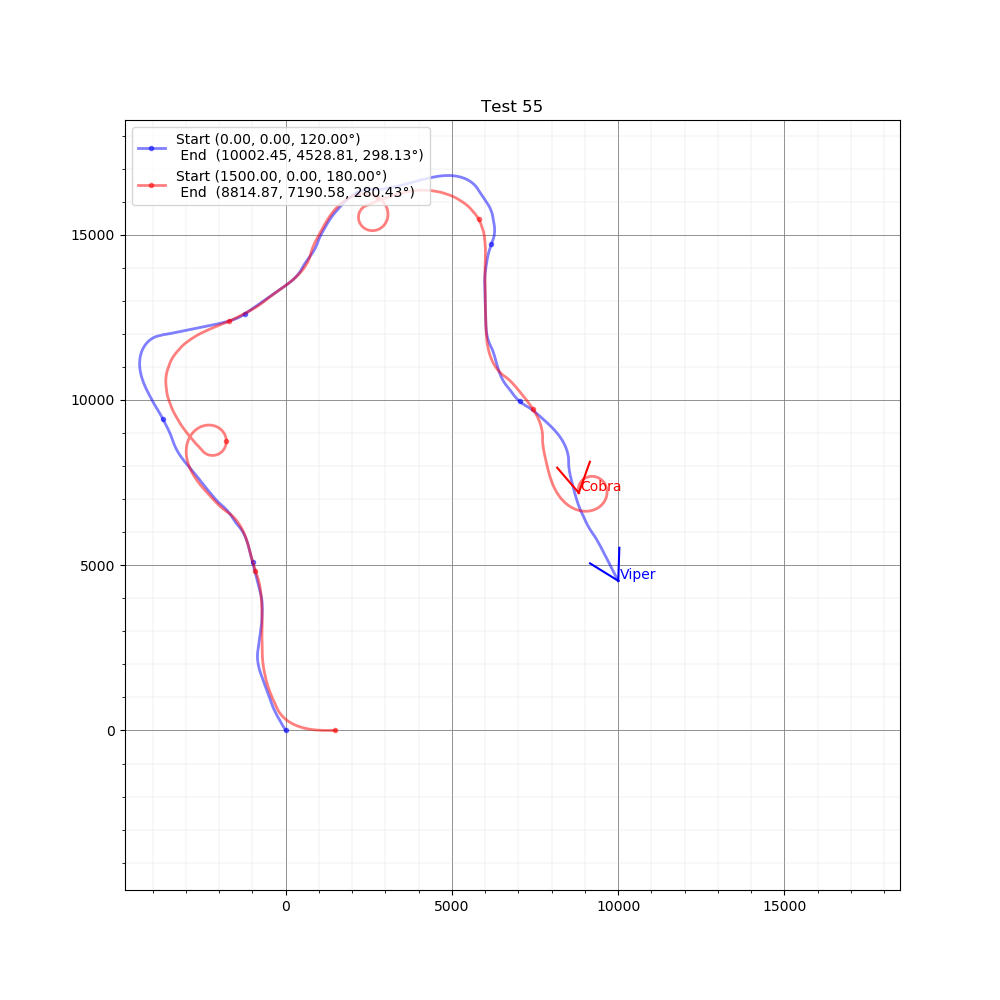 Test 55
Start (0.00, 0.00, 120.00°)
End  (10002.45, 4528.81, 298.13°)
Start (1500.00, 0.00, 180.00°)
End  (8814.87, 7190.58, 280.43°)
15000
10000
Cobra
Viper
5000
0
0
5000
10000
15000